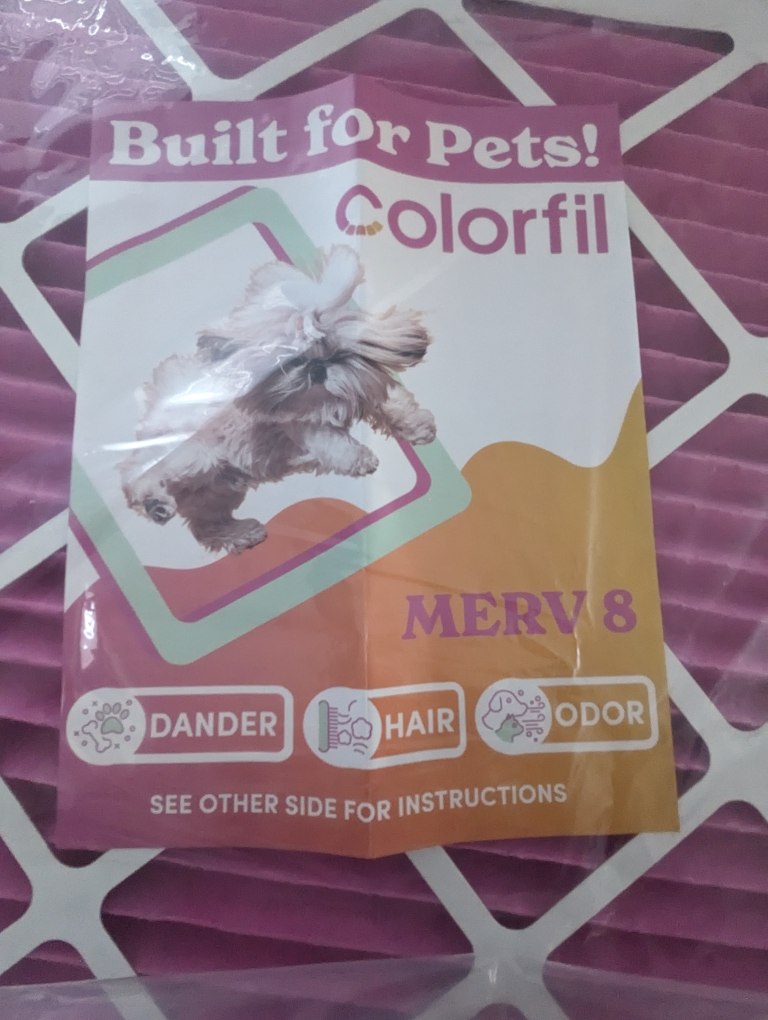 Built for Pets!
Colorfil
MERV 8
DANDER
HAIR
ODOR
SEE OTHER SIDE FOR INSTRUCTIONS